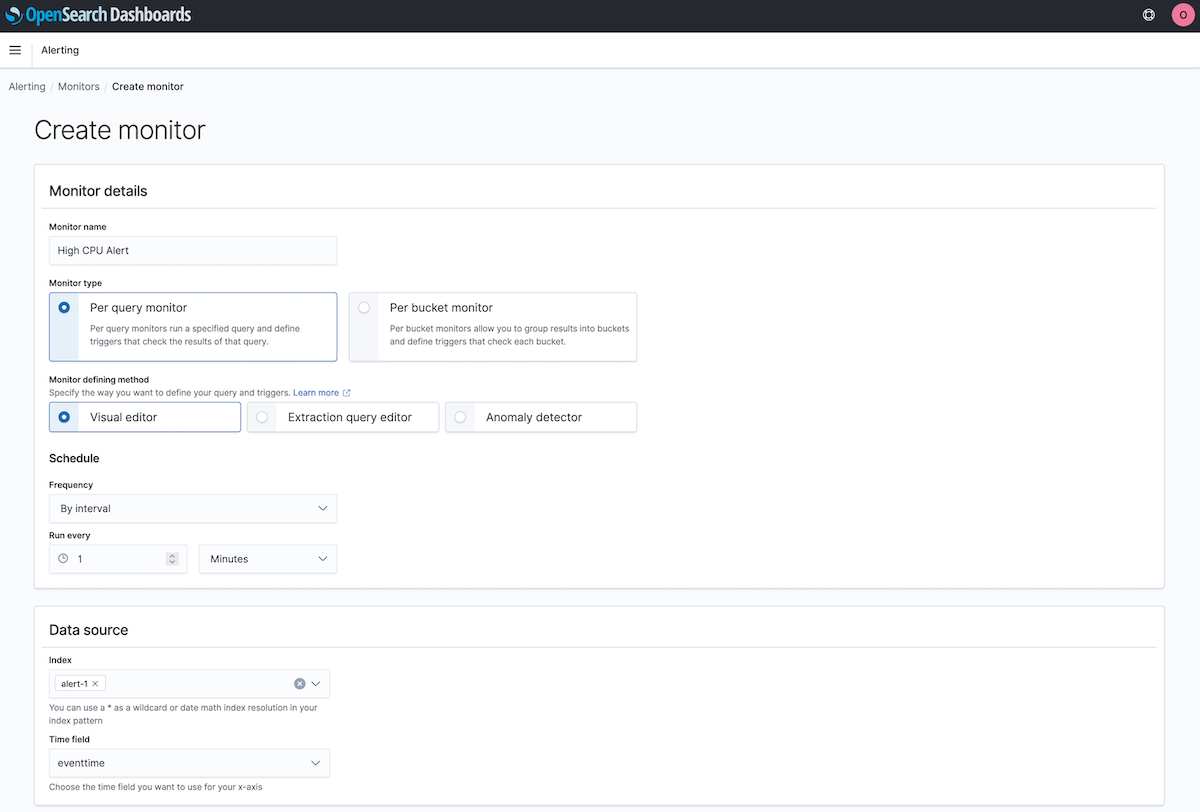 OpenSearch Dashboards
O
Alerting
Alerting / Monitors / Create monitor
Create monitor
Monitor details
Monitor name
High CPU Alert
Monitor type
Per query monitor
Per query monitors run a specified query and define
triggers that check the results of that query.
Per bucket monitor
Per bucket monitors allow you to group results into buckets
and define triggers that check each bucket.
Monitor defining method
Specify the way you want to define your query and triggers. Learn more
Visual editor
Extraction query editor
Anomaly detector
Schedule
Frequency
By interval
Run every
1
Minutes
Data source
Index
alert-1
You can use a * as a wildcard or date math index resolution in your
index pattern
Time field
eventtime
Choose the time field you want to use for your x-axis